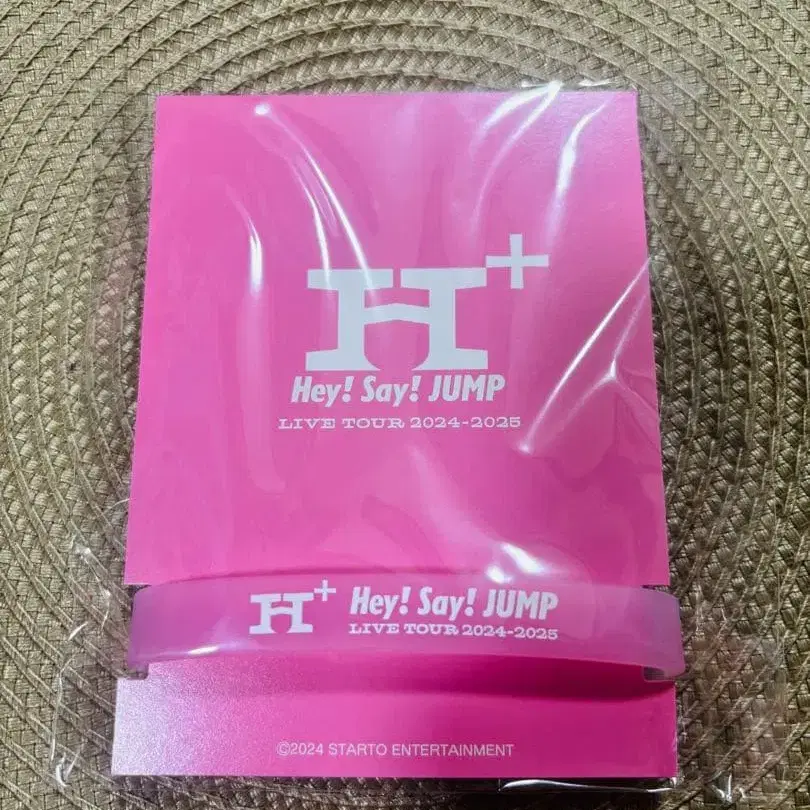 H+
Hey! Say! JUMP
LIVE TOUR 2024-2025
H+ Hey! Say! JUMP
LIVE TOUR 2024-2025
©2024 STARTO ENTERTAINMENT